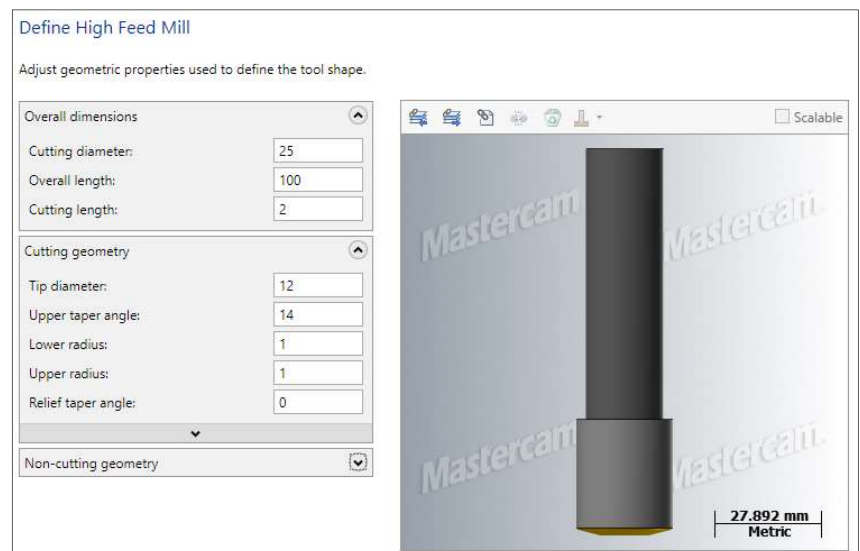 Define High Feed Mill
Adjust geometric properties used to define the tool shape.
Overall dimensions
Cutting diameter: 25
Overall length: 100
Cutting length: 2
Cutting geometry
Tip diameter: 12
Upper taper angle: 14
Lower radius: 1
Upper radius: 1
Relief taper angle: 0
Non-cutting geometry
Scalable
Mastercam
Mastercam.
Mastercam
Mastercam.
27.892 mm
Metric